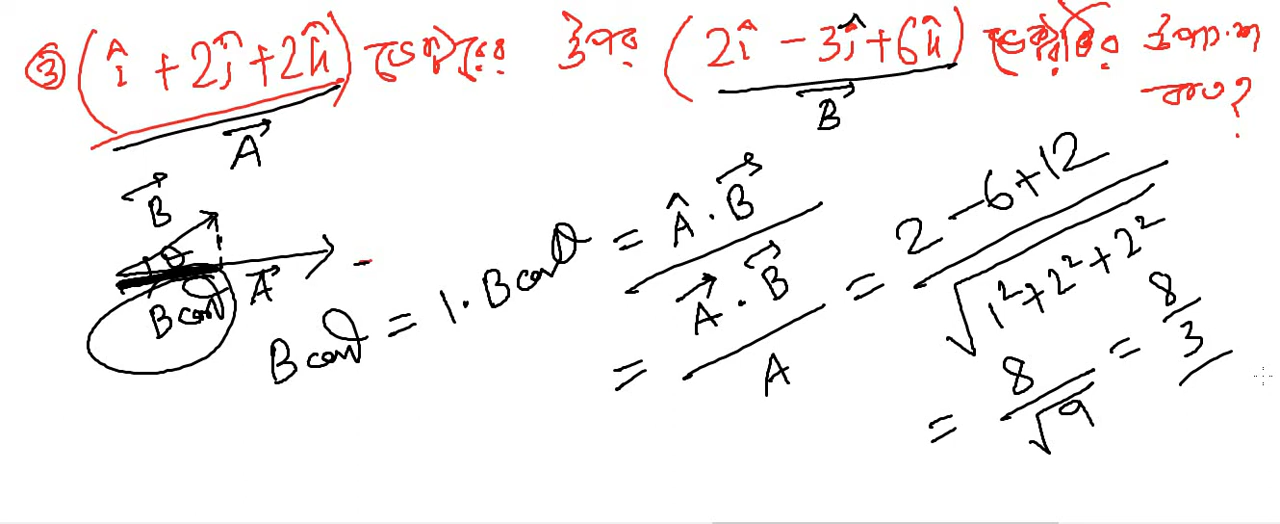 ③ (î + 2ĵ + 2k̂) ভেক্টরের উপর (2î − 3ĵ + 6k̂) ভেক্টরটির উপাংশ
কত?
A⃗
B⃗
B⃗
θ
A⃗
B cosθ
B cosθ = 1 . B cosθ = Â . B⃗
= A⃗ . B⃗ / A = 2 − 6 + 12 / √1² + 2² + 2²
= 8 / √9 = 8 / 3